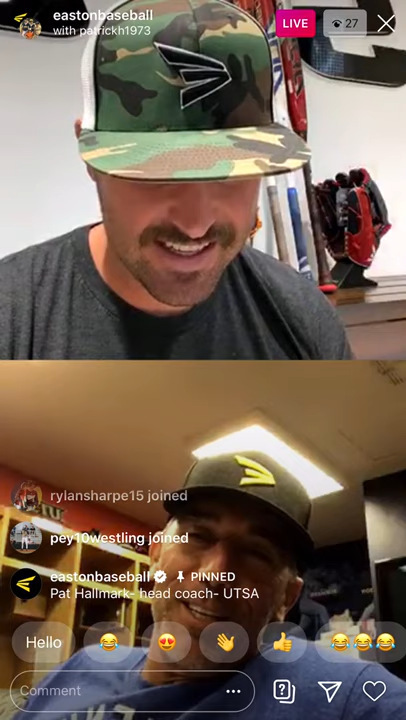 eastonbaseball
with patrickh1973
LIVE
27
rylansharpe15 joined
pey10westling joined
eastonbaseball PINNED
Pat Hallmark- head coach- UTSA
Hello
Comment